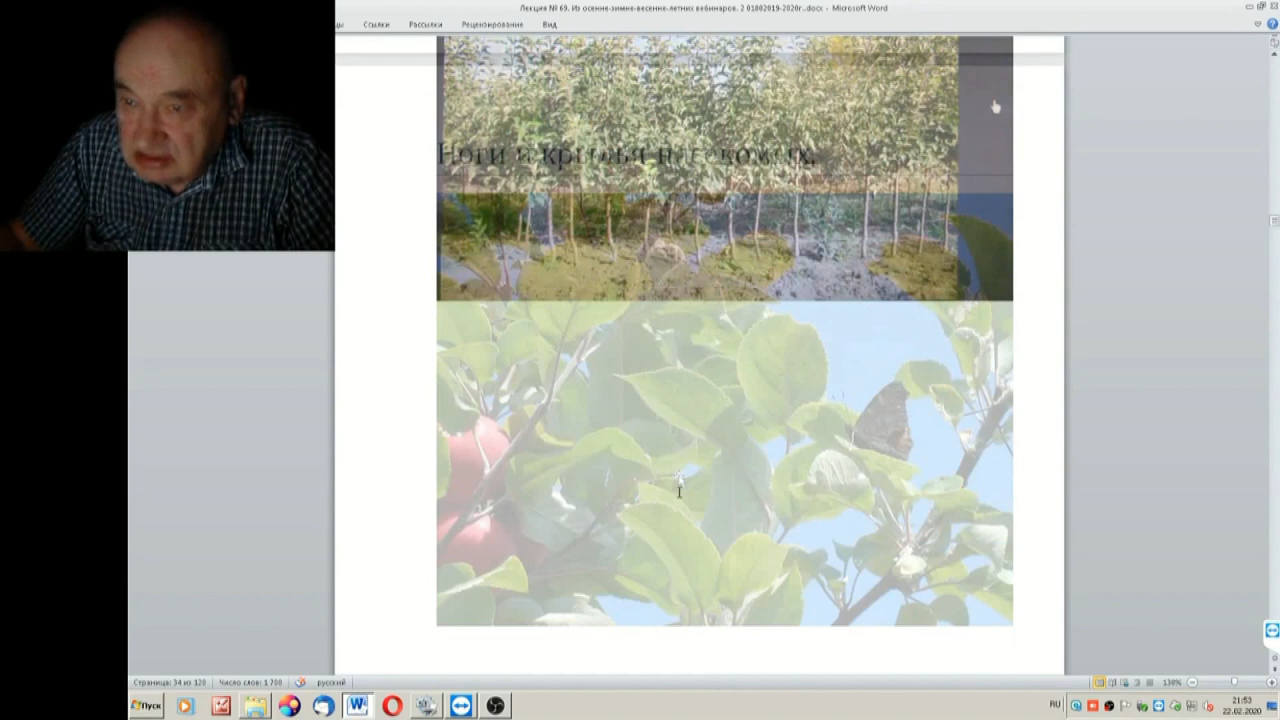 Лекция № 69. Из осенне-зимне-весенне-летних вебинаров. 2 01802019-2020г..docx - Microsoft Word
Ссылки Рассылки Рецензирование Вид
Ноги и крылья насекомых.
Страница: 34 из 120 Число слов: 1 700 русский 130%
Пуск RU 21:53
22.02.2020